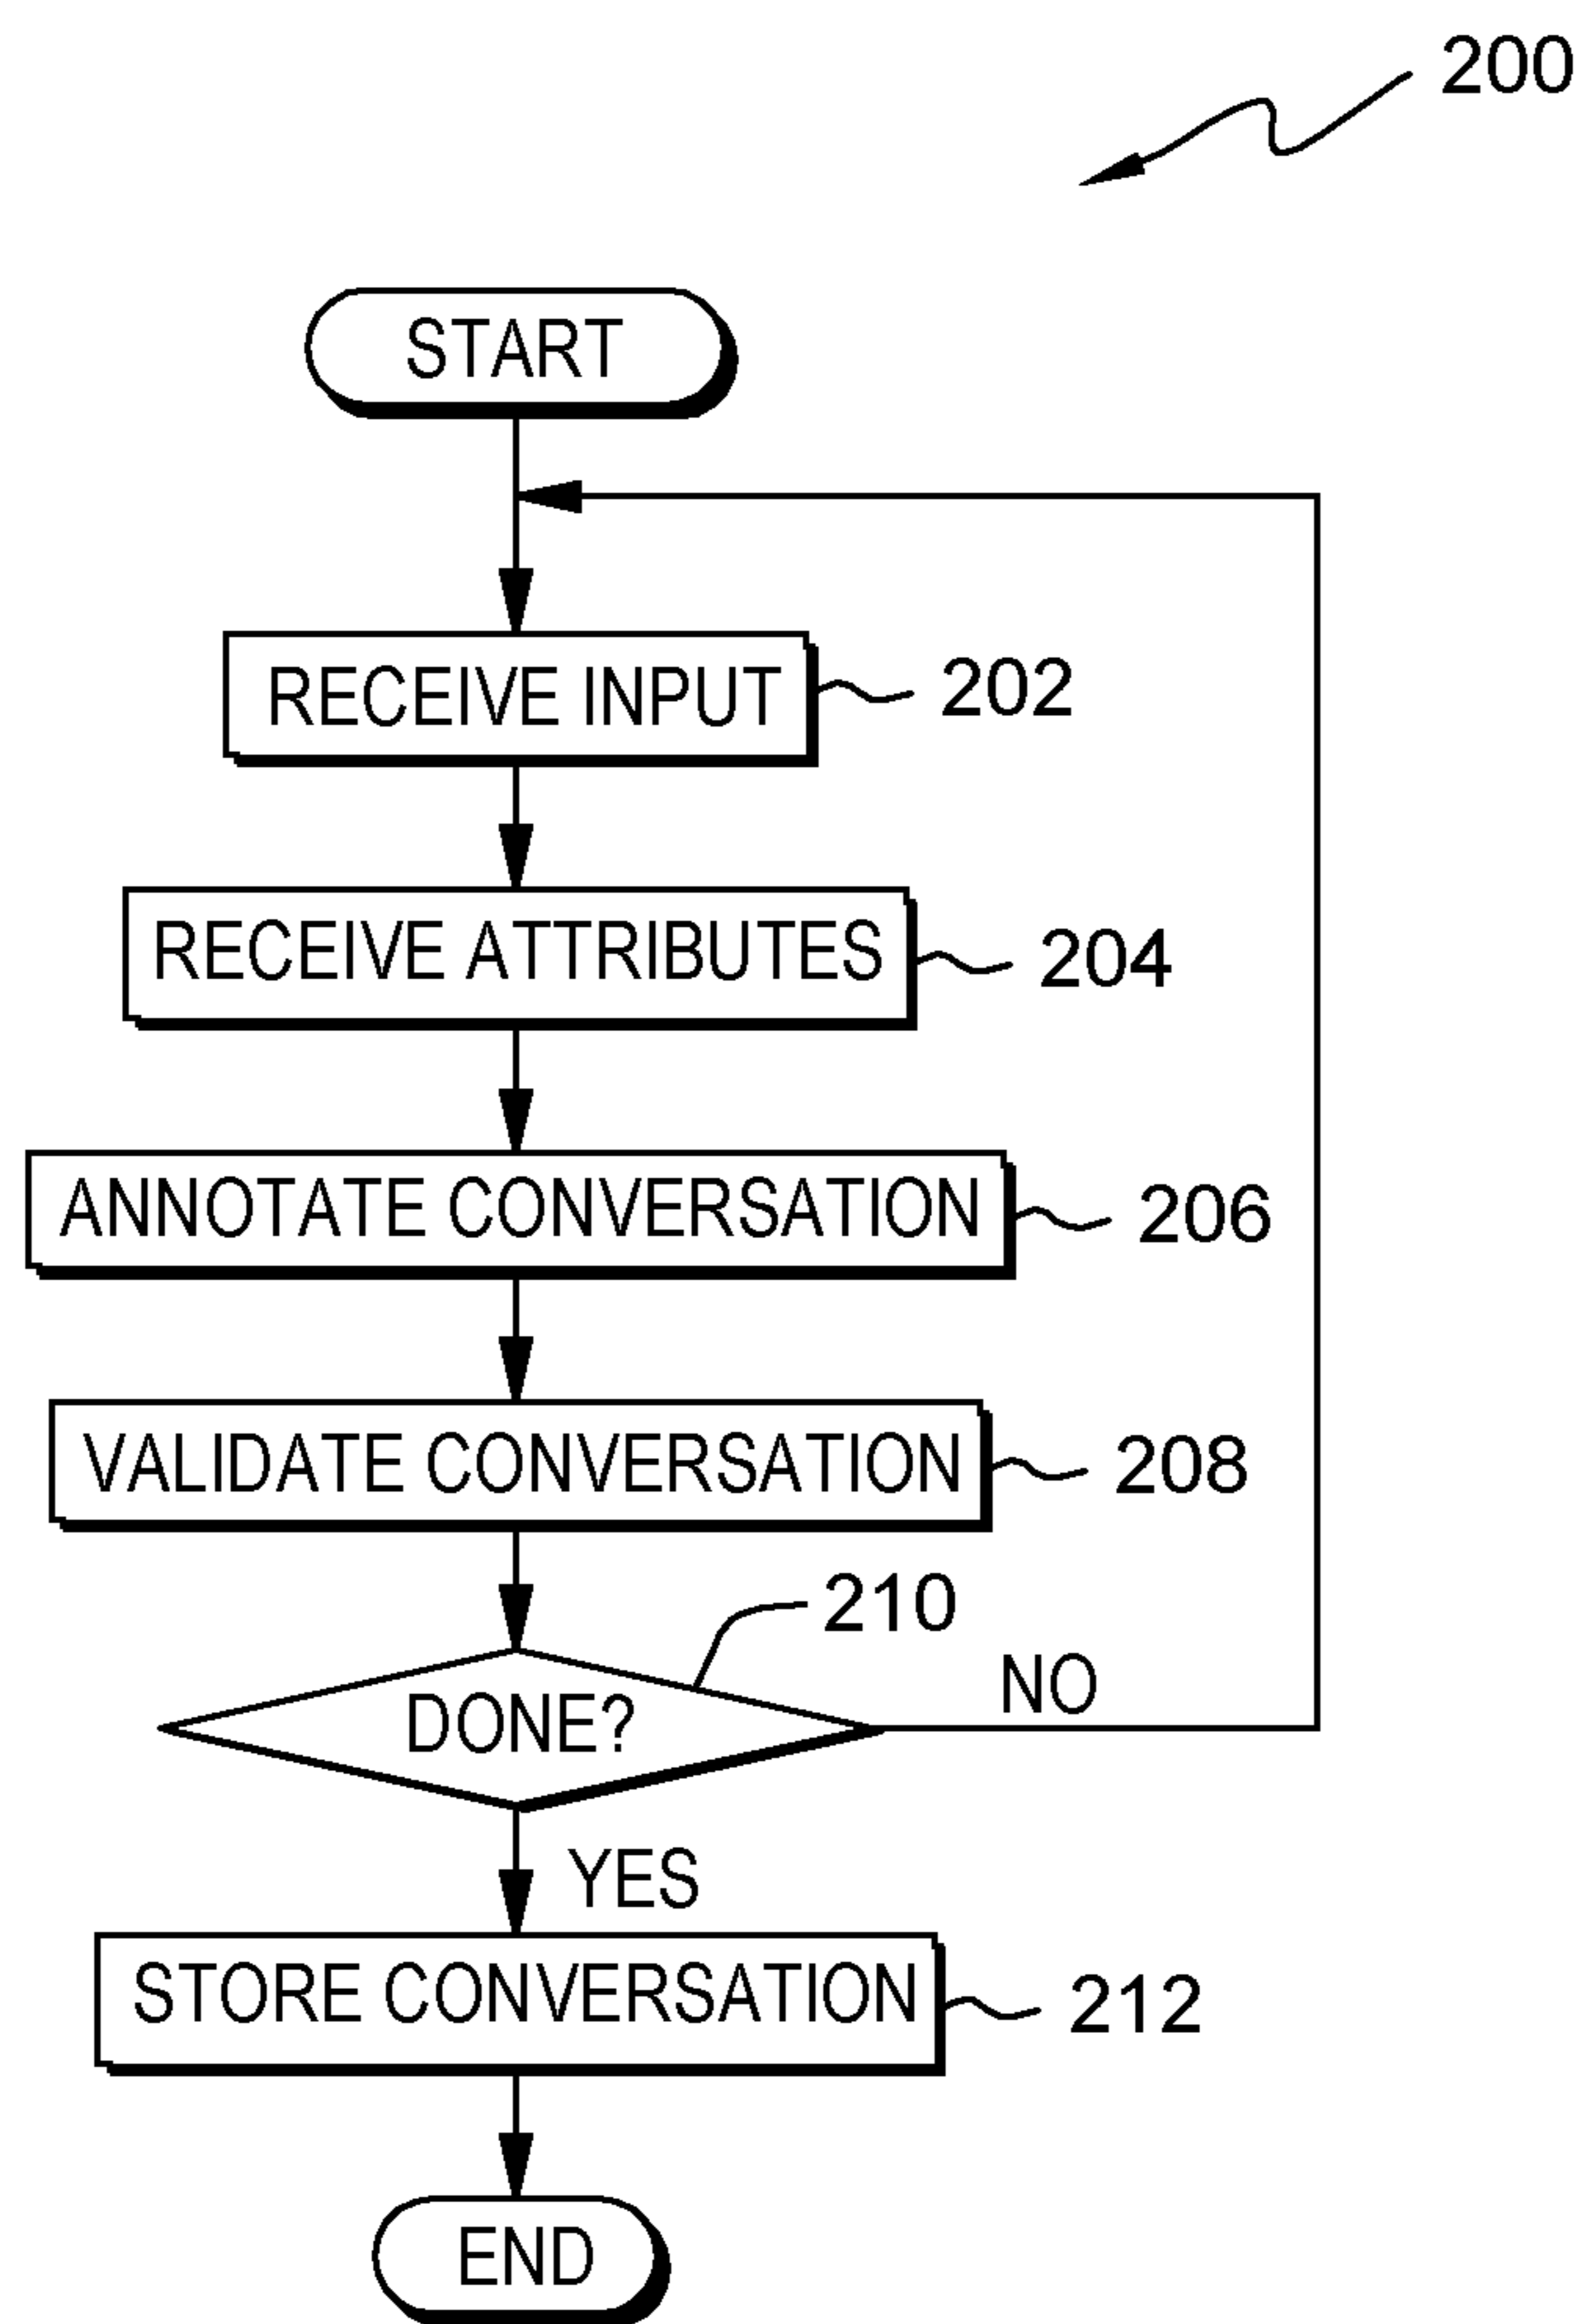 200
START
RECEIVE INPUT
202
RECEIVE ATTRIBUTES
204
ANNOTATE CONVERSATION
206
VALIDATE CONVERSATION
208
210
DONE?
NO
YES
STORE CONVERSATION
212
END